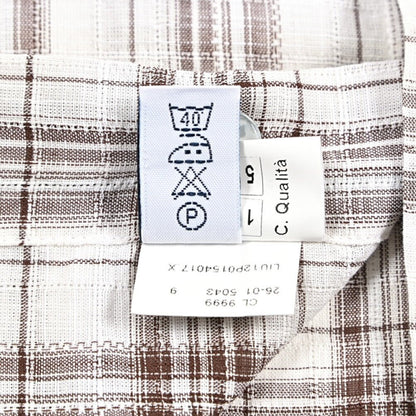 40
P
C. Qualità
5
1
CL 9999
26-01 5043 9
LIU12P0154017.X